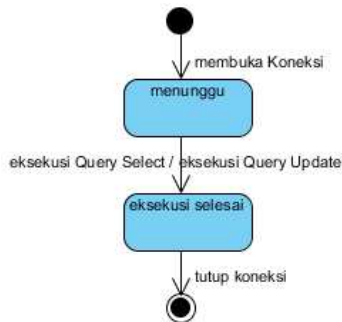 membuka Koneksi
menunggu
eksekusi Query Select / eksekusi Query Update
eksekusi selesai
tutup koneksi